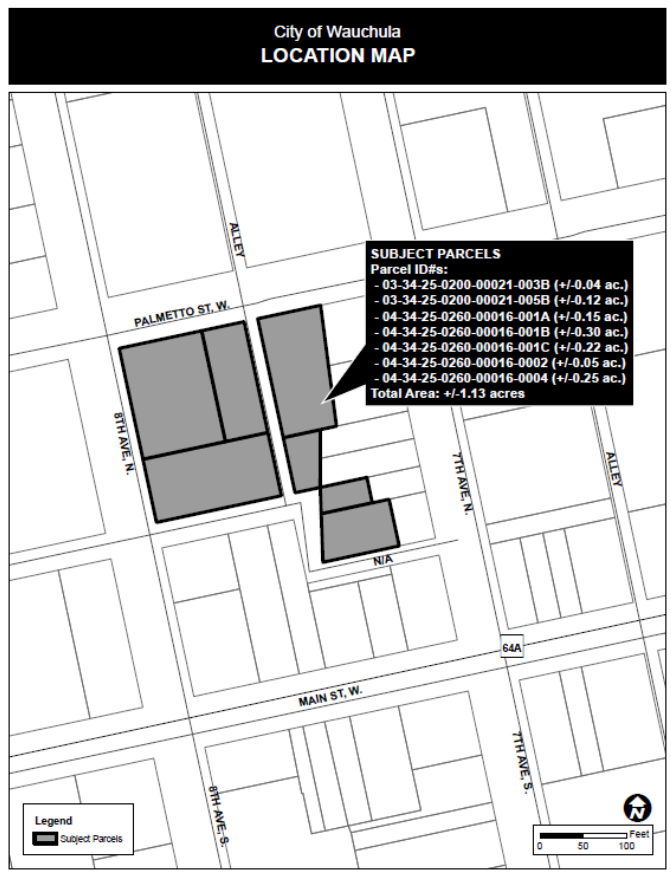 City of Wauchula
LOCATION MAP
ALLEY
SUBJECT PARCELS
Parcel ID#s:
- 03-34-25-0200-00021-003B (+/-0.04 ac.)
- 03-34-25-0200-00021-005B (+/-0.12 ac.)
- 04-34-25-0260-00016-001A (+/-0.15 ac.)
- 04-34-25-0260-00016-001B (+/-0.30 ac.)
- 04-34-25-0260-00016-001C (+/-0.22 ac.)
- 04-34-25-0260-00016-0002 (+/-0.05 ac.)
- 04-34-25-0260-00016-0004 (+/-0.25 ac.)
Total Area: +/-1.13 acres
PALMETTO ST, W.
8TH AVE, N.
7TH AVE, N.
ALLEY
N/A
64A
MAIN ST, W.
8TH AVE, S.
7TH AVE, S.
Legend
Subject Parcels
N
Feet
0 50 100